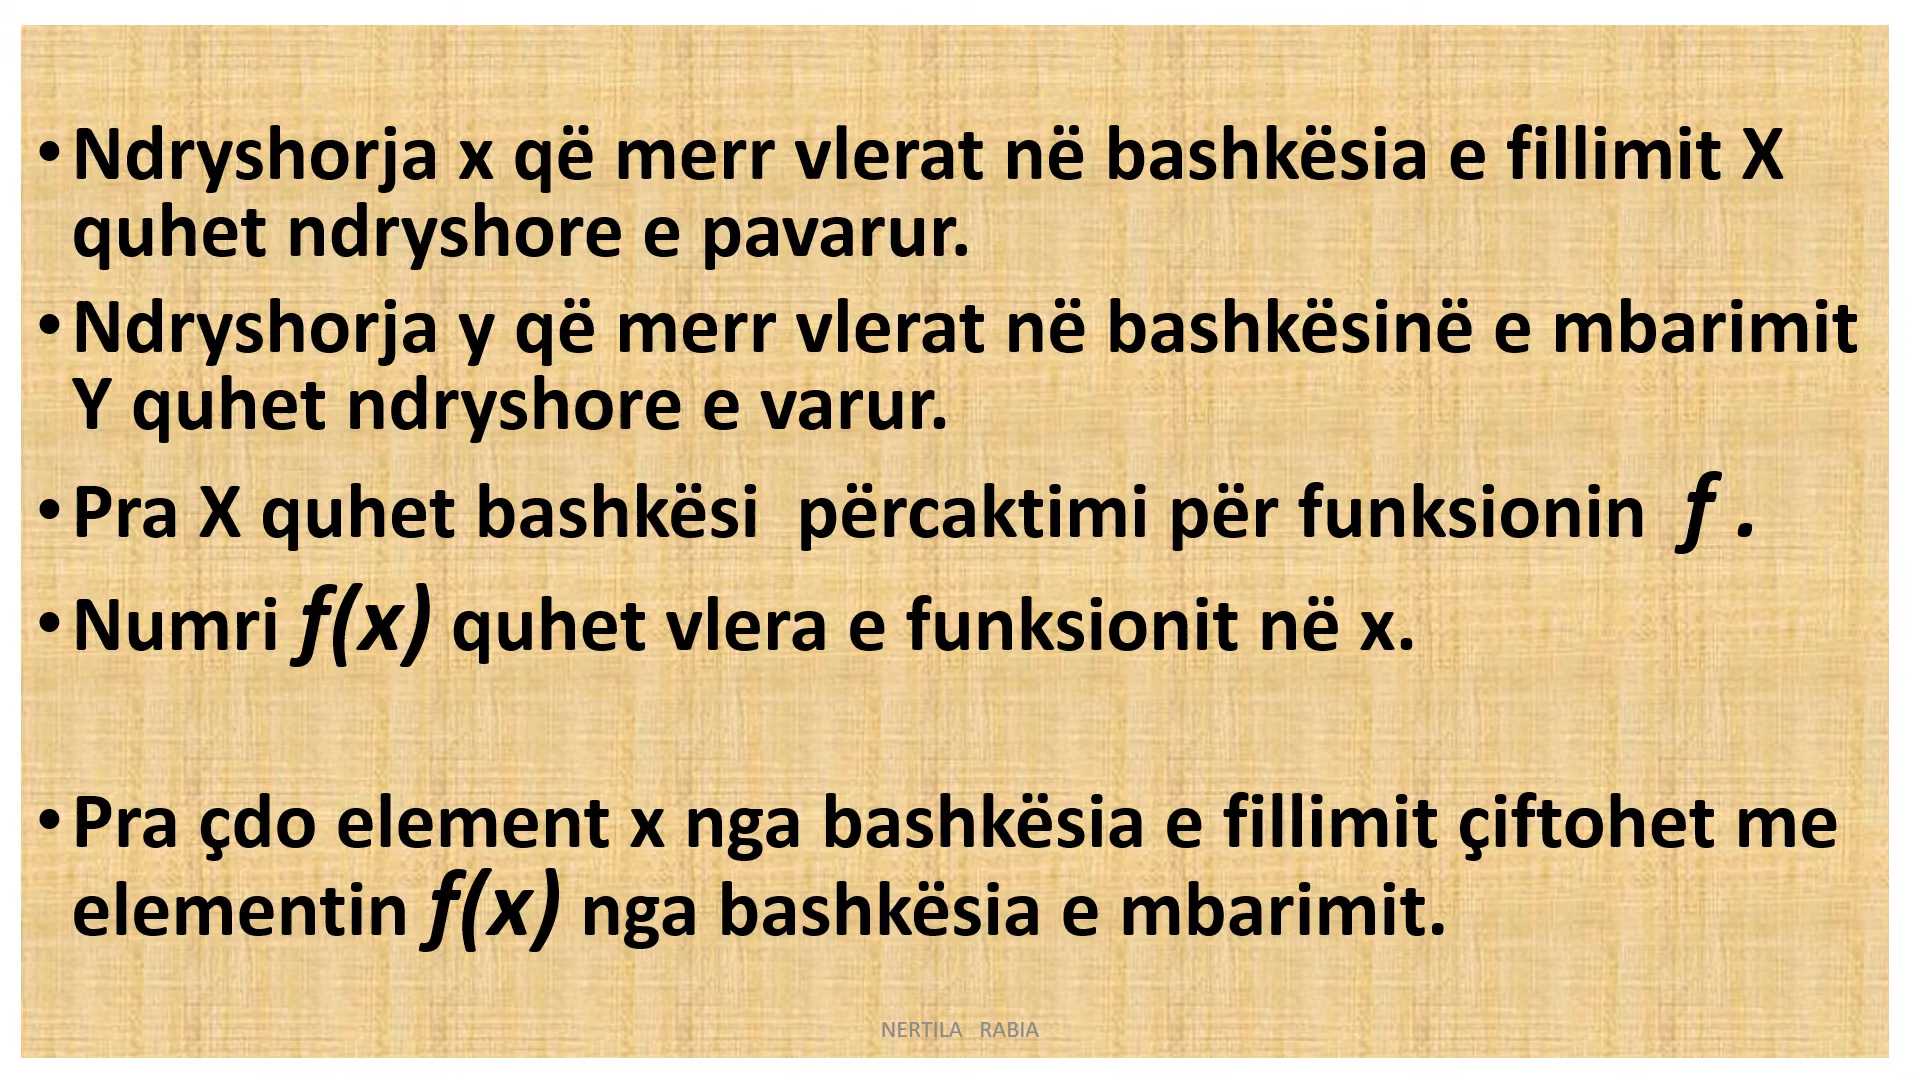 • Ndryshorja x që merr vlerat në bashkësia e fillimit X
quhet ndryshore e pavarur.
• Ndryshorja y që merr vlerat në bashkësinë e mbarimit
Y quhet ndryshore e varur.
• Pra X quhet bashkësi  përcaktimi për funksionin  f .
• Numri f(x) quhet vlera e funksionit në x.
• Pra çdo element x nga bashkësia e fillimit çiftohet me
elementin f(x) nga bashkësia e mbarimit.
NERTILA   RABIA